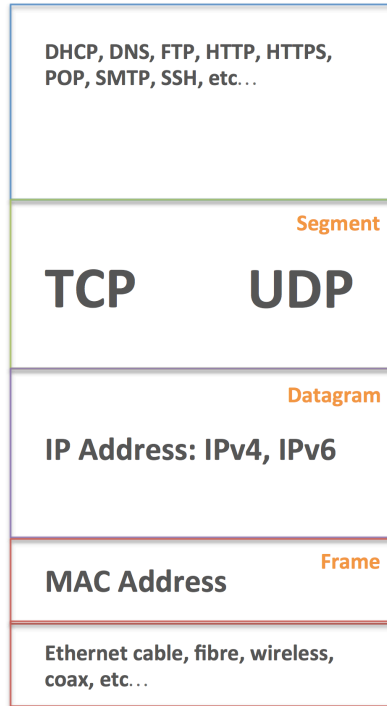 DHCP, DNS, FTP, HTTP, HTTPS,
POP, SMTP, SSH, etc...
Segment
TCP UDP
Datagram
IP Address: IPv4, IPv6
Frame
MAC Address
Ethernet cable, fibre, wireless,
coax, etc...